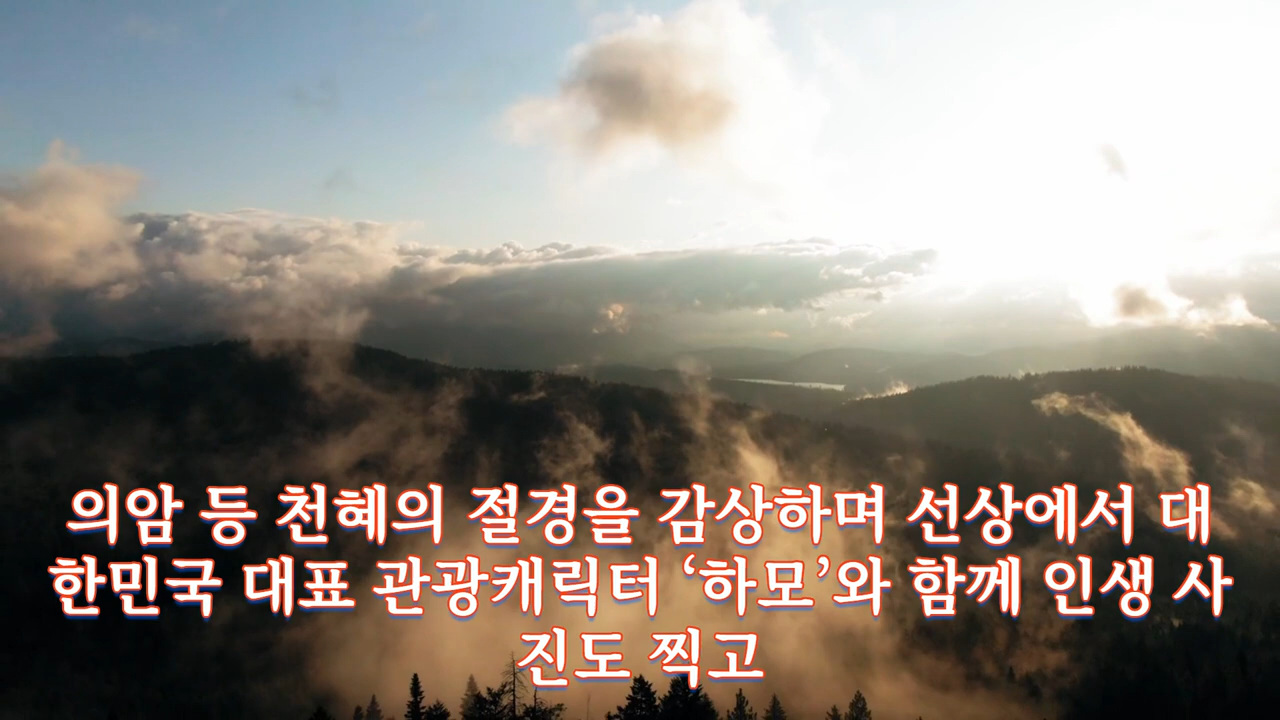 의암 등 천혜의 절경을 감상하며 선상에서 대
한민국 대표 관광캐릭터 ‘하모’와 함께 인생 사
진도 찍고